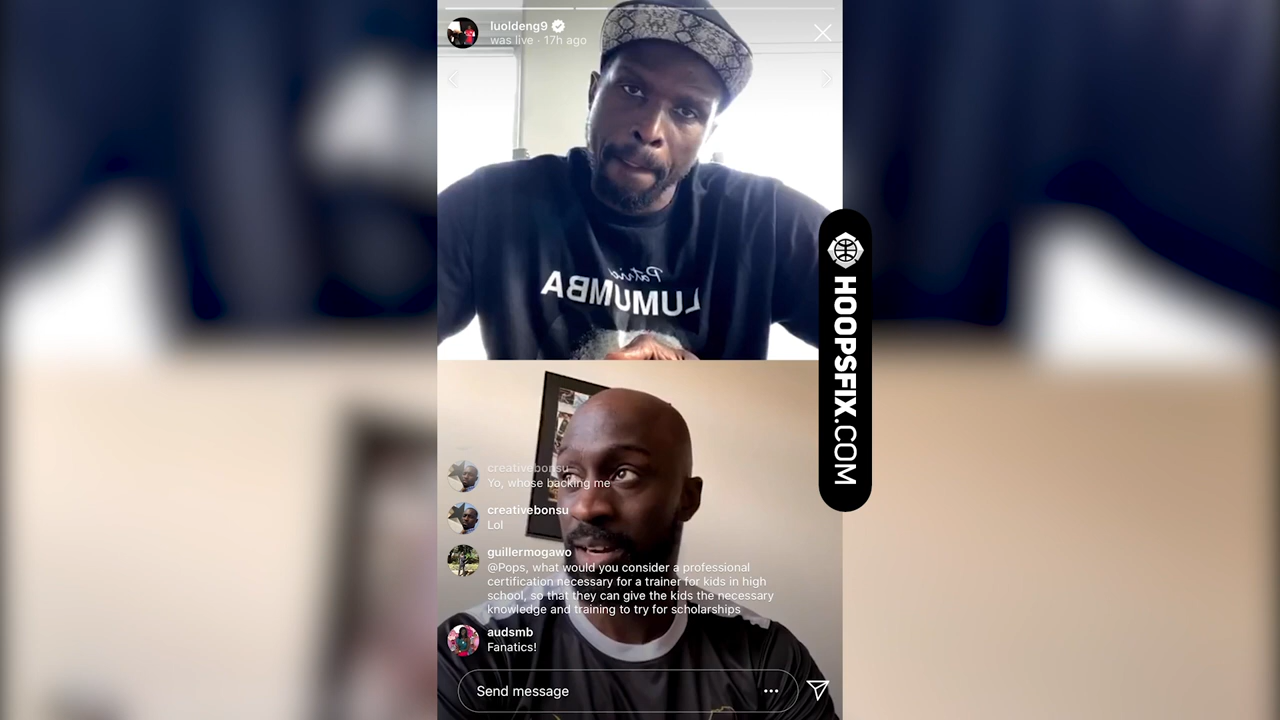 luoldeng9
was live · 17h ago
Patrice
LUMUMBA
HOOPSFIX.COM
creativebonsu
Yo, whose backing me
creativebonsu
Lol
guillermogawo
@Pops, what would you consider a professional
certification necessary for a trainer for kids in high
school, so that they can give the kids the necessary
knowledge and training to try for scholarships
audsmb
Fanatics!
Send message